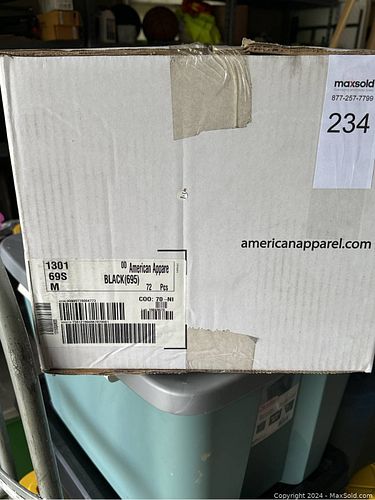 maxsold
877-257-7799
234
americanapparel.com
1301
00 American Appare
69S
BLACK(695)
M
72 Pcs
COO: 70 -NI
Copyright 2024 - MaxSold.com